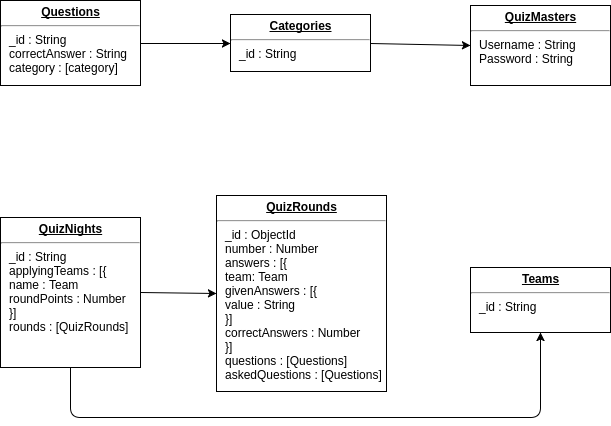 Questions
_id : String
correctAnswer : String
category : [category]
Categories
_id : String
QuizMasters
Username : String
Password : String
QuizNights
_id : String
applyingTeams : [{
name : Team
roundPoints : Number
}]
rounds : [QuizRounds]
QuizRounds
_id : ObjectId
number : Number
answers : [{
team: Team
givenAnswers : [{
value : String
}]
correctAnswers : Number
}]
questions : [Questions]
askedQuestions : [Questions]
Teams
_id : String